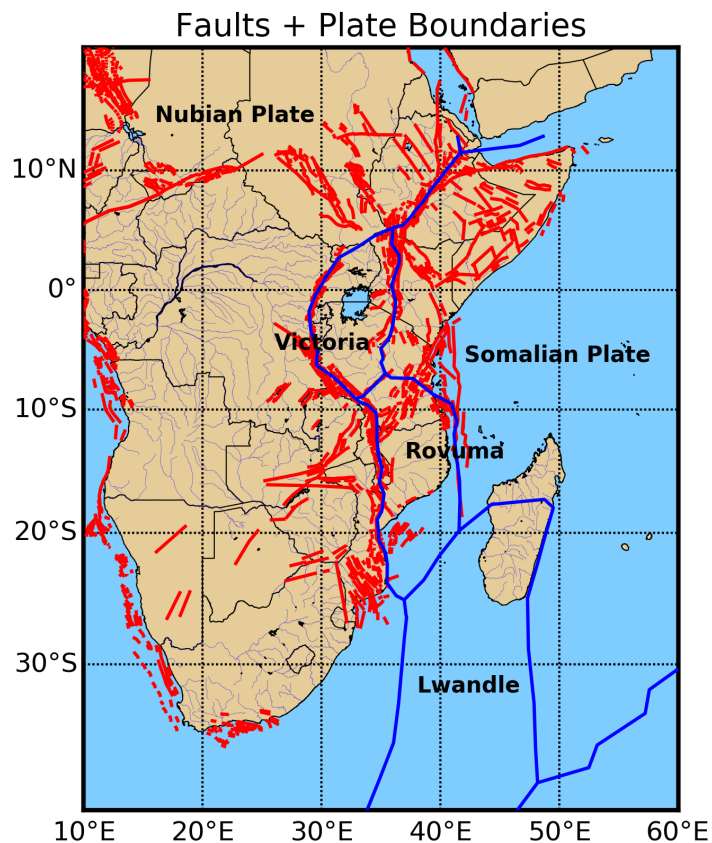 Faults + Plate Boundaries
Nubian Plate
10°N
0°
Victoria
Somalian Plate
10°S
Rovuma
20°S
30°S
Lwandle
10°E 20°E 30°E 40°E 50°E 60°E